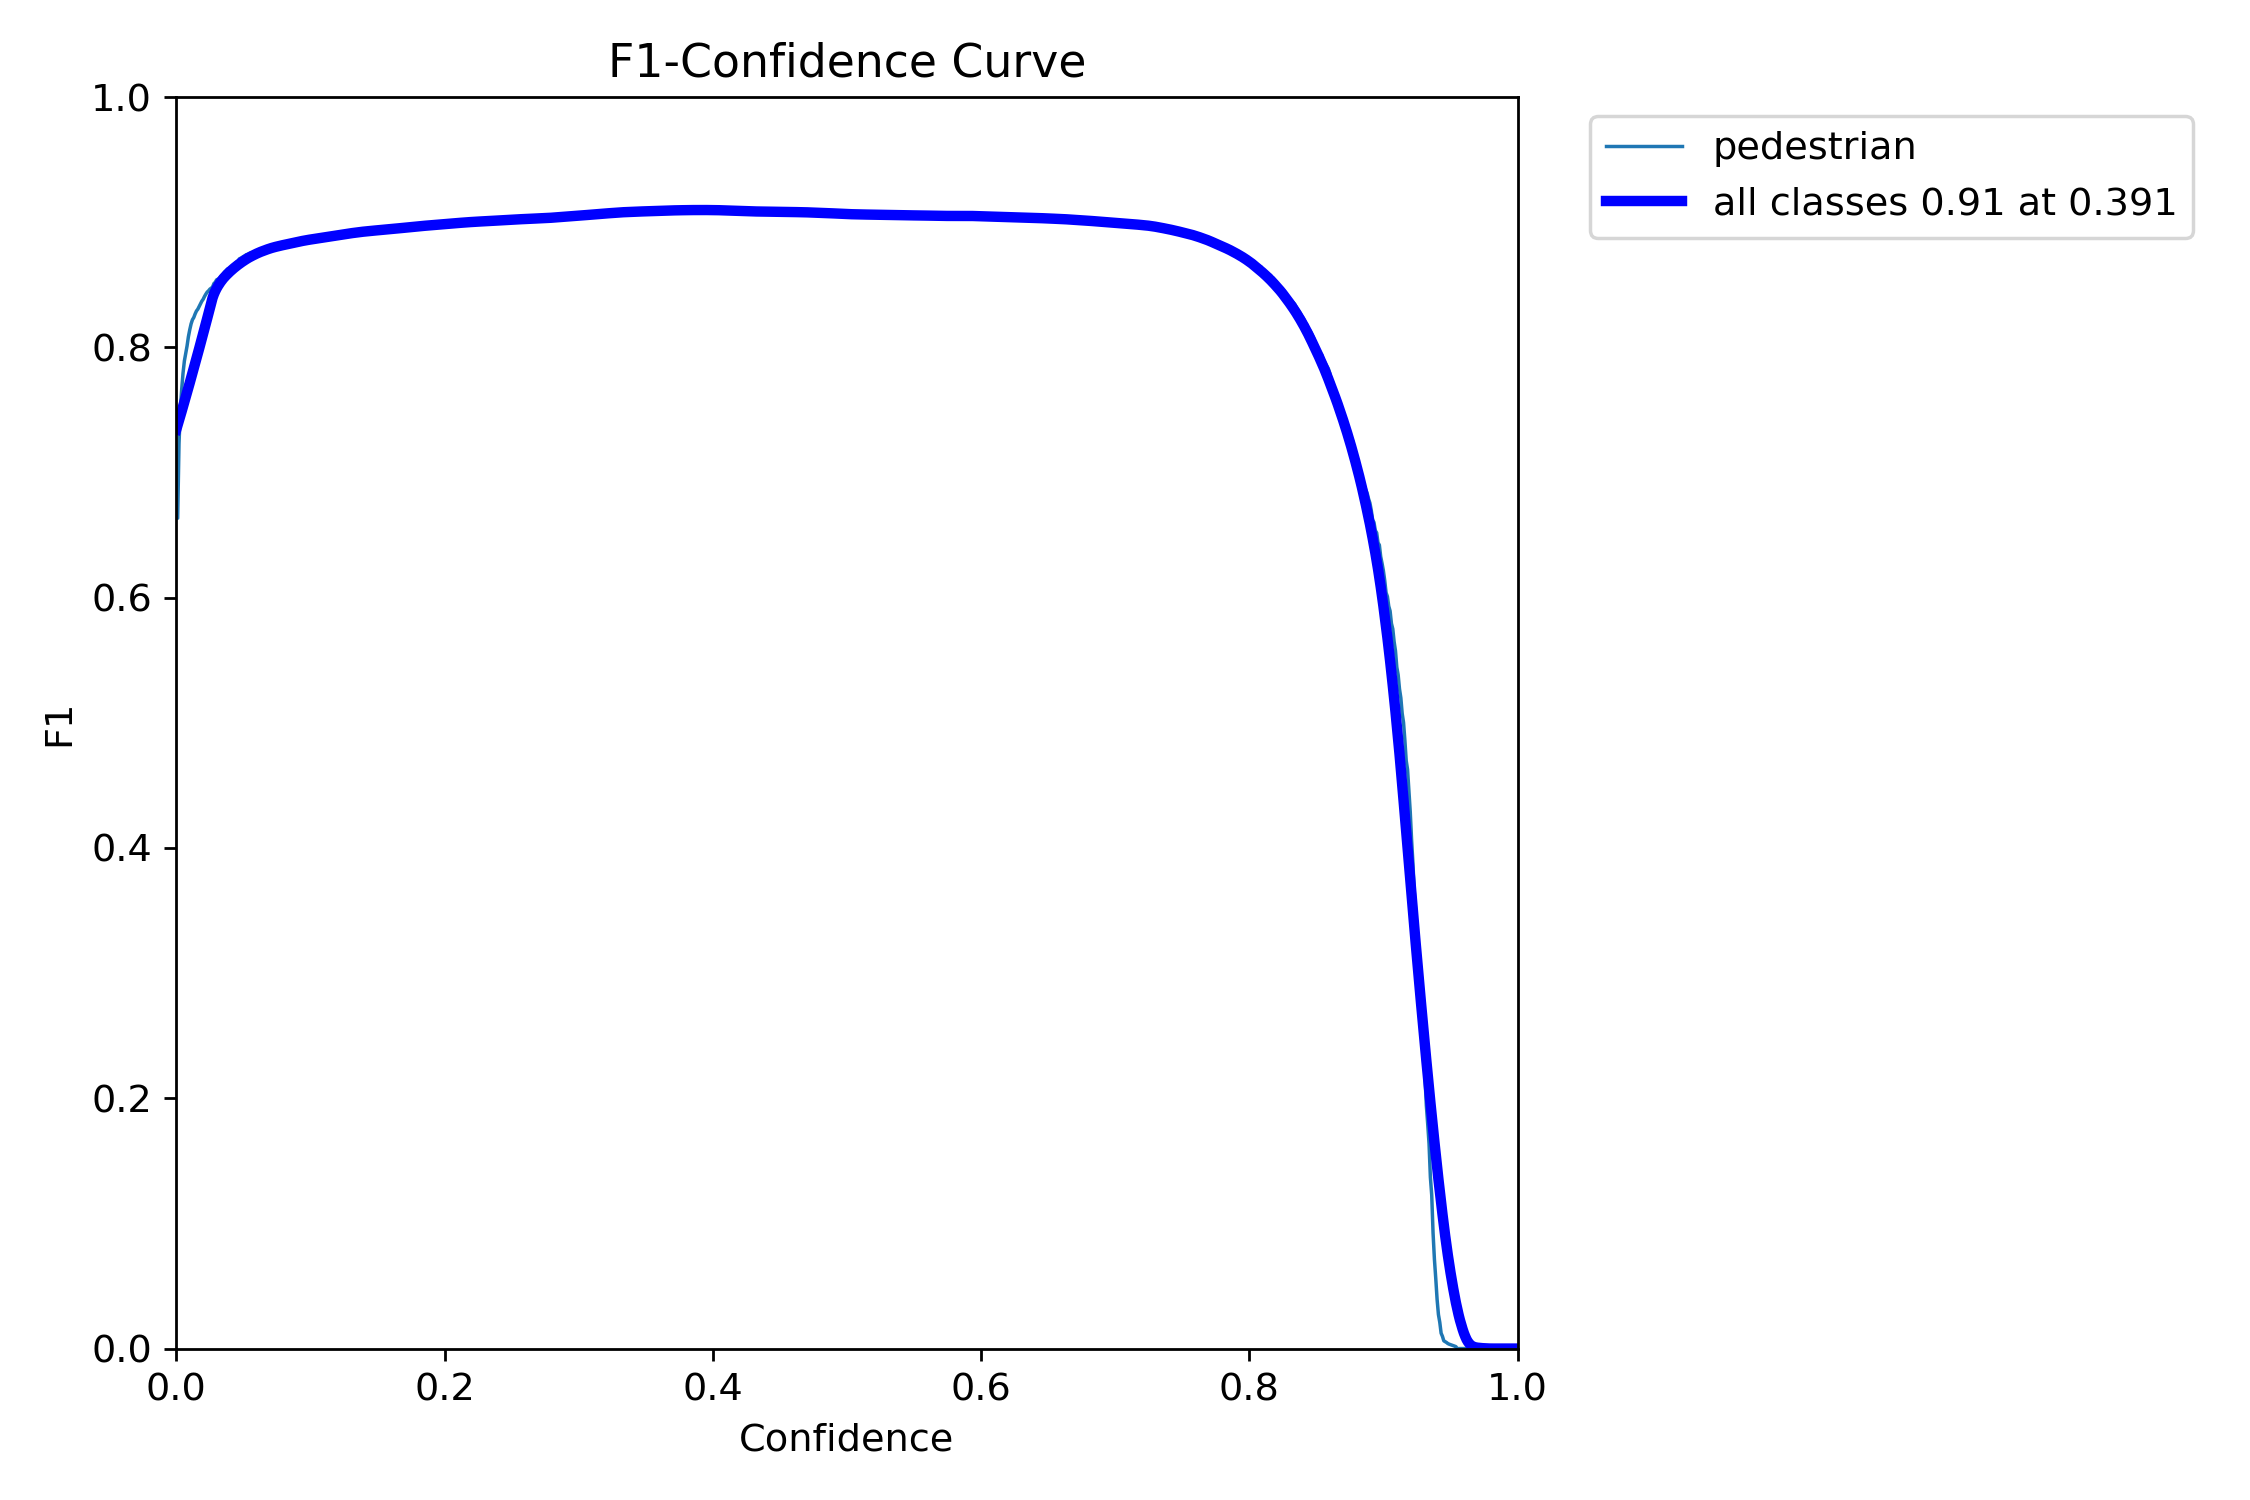 F1-Confidence Curve
1.0
0.8
0.6
0.4
0.2
0.0
F1
0.0 0.2 0.4 0.6 0.8 1.0
Confidence
pedestrian
all classes 0.91 at 0.391